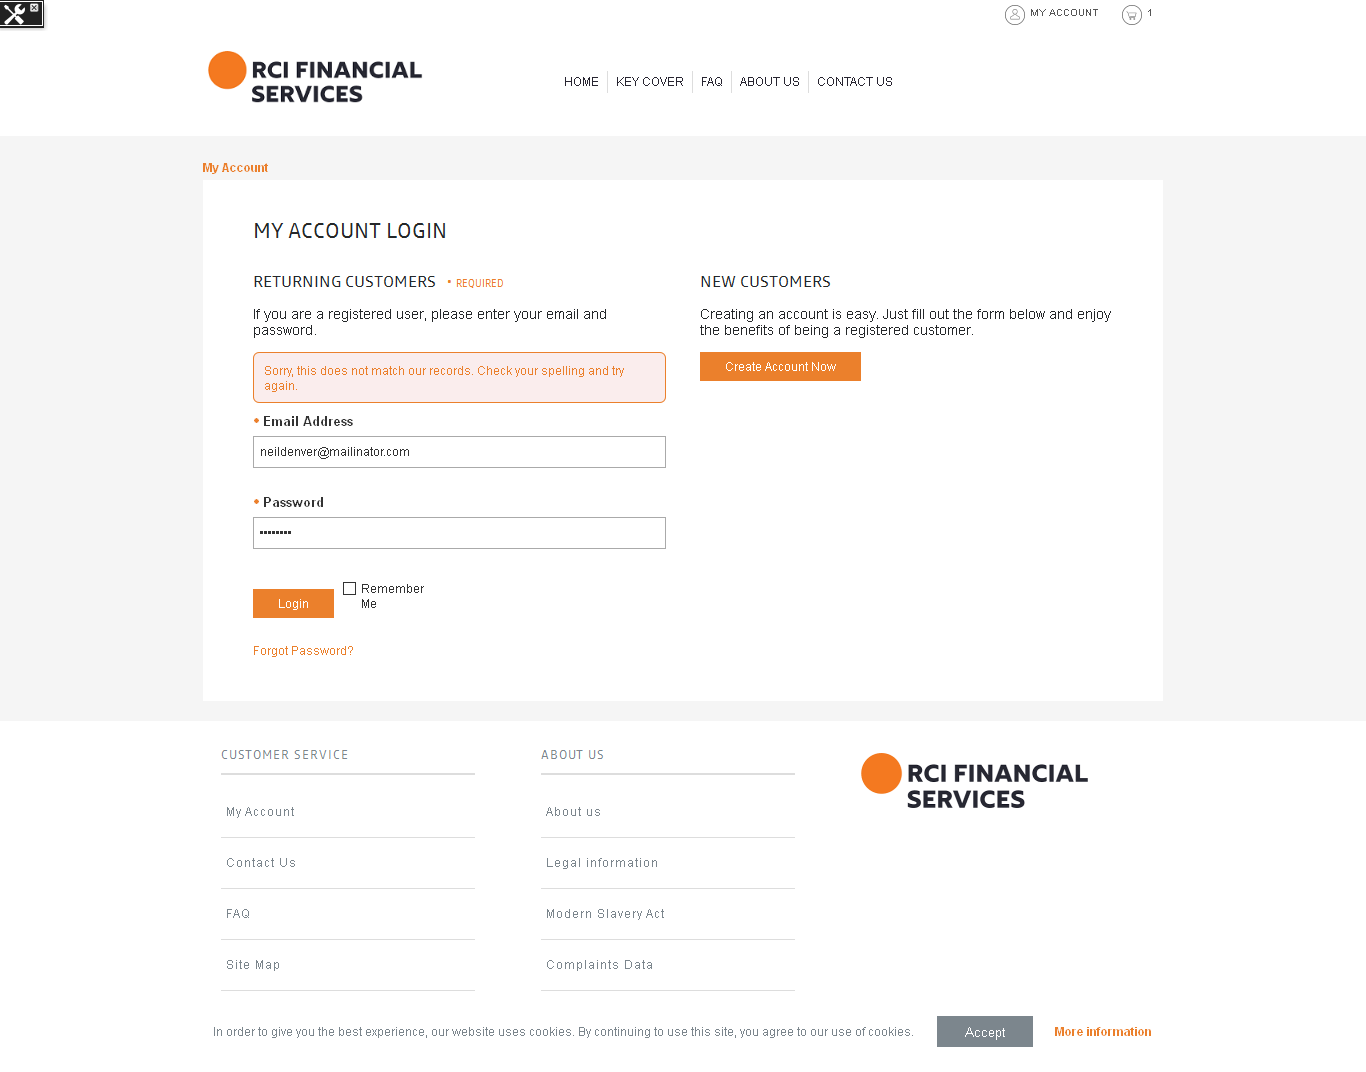 MY ACCOUNT
1
RCI FINANCIAL
SERVICES
HOME
KEY COVER
FAQ
ABOUT US
CONTACT US
My Account
MY ACCOUNT LOGIN
RETURNING CUSTOMERS • REQUIRED
If you are a registered user, please enter your email and
password.
Sorry, this does not match our records. Check your spelling and try
again.
• Email Address
neildenver@mailinator.com
• Password
••••••••
Login
Remember
Me
Forgot Password?
NEW CUSTOMERS
Creating an account is easy. Just fill out the form below and enjoy
the benefits of being a registered customer.
Create Account Now
CUSTOMER SERVICE
My Account
Contact Us
FAQ
Site Map
ABOUT US
About us
Legal information
Modern Slavery Act
Complaints Data
RCI FINANCIAL
SERVICES
In order to give you the best experience, our website uses cookies. By continuing to use this site, you agree to our use of cookies.
Accept
More information